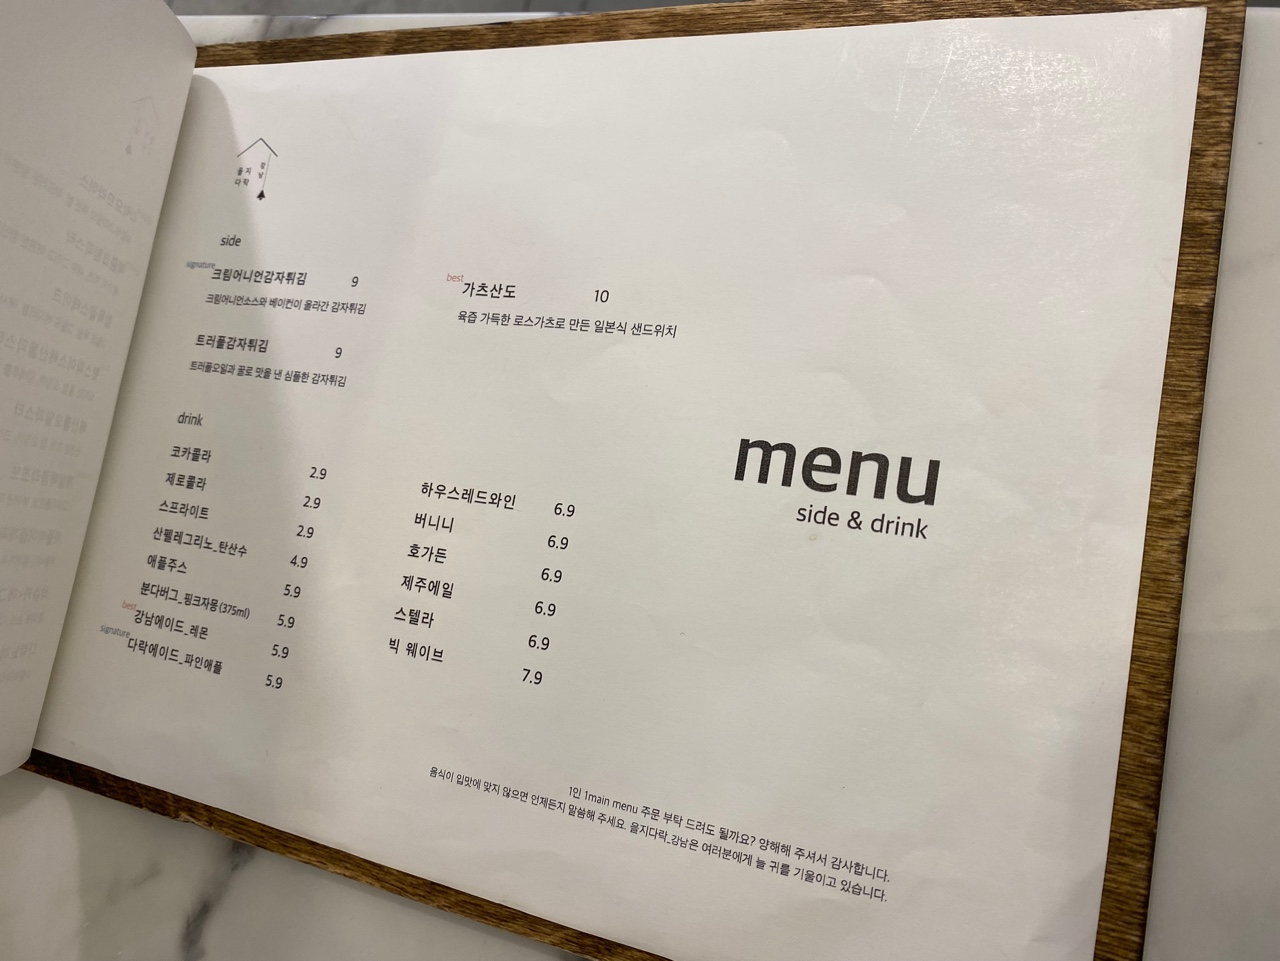 을지
다락
강남
side
signature
크림어니언감자튀김 9
크림어니언소스와 베이컨이 올라간 감자튀김
트러플감자튀김 9
트러플오일과 꿀로 맛을 낸 심플한 감자튀김
best
가츠산도 10
육즙 가득한 로스가츠로 만든 일본식 샌드위치
drink
코카콜라 2.9
제로콜라 2.9
스프라이트 2.9
산펠레그리노_탄산수 4.9
애플주스 5.9
분다버그_핑크자몽(375ml) 5.9
best
강남에이드_레몬 5.9
signature
다락에이드_파인애플 5.9
하우스레드와인 6.9
버니니 6.9
호가든 6.9
제주에일 6.9
스텔라 6.9
빅 웨이브 7.9
menu
side & drink
1인 1main menu 주문 부탁 드려도 될까요? 양해해 주셔서 감사합니다.
음식이 입맛에 맞지 않으면 언제든지 말씀해 주세요. 을지다락_강남은 여러분에게 늘 귀를 기울이고 있습니다.